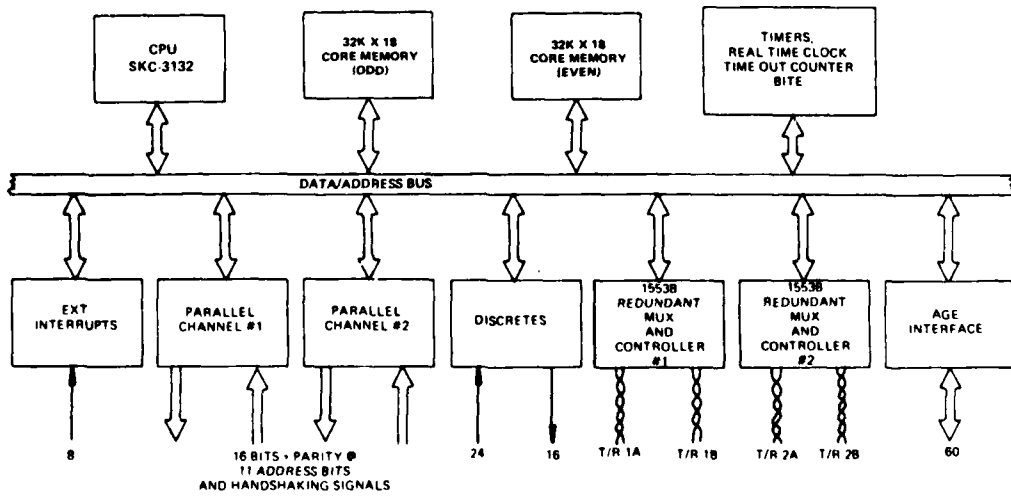 CPU
SKC-3132
32K X 18
CORE MEMORY
(ODD)
32K X 18
CORE MEMORY
(EVEN)
TIMERS,
REAL TIME CLOCK
TIME OUT COUNTER
BITE
DATA/ADDRESS BUS
EXT
INTERRUPTS
PARALLEL
CHANNEL #1
PARALLEL
CHANNEL #2
DISCRETES
1553B
REDUNDANT
MUX
AND
CONTROLLER
#1
1553B
REDUNDANT
MUX
AND
CONTROLLER
#2
AGE
INTERFACE
8
16 BITS + PARITY @
11 ADDRESS BITS
AND HANDSHAKING SIGNALS
24
16
T/R 1A
T/R 1B
T/R 2A
T/R 2B
60